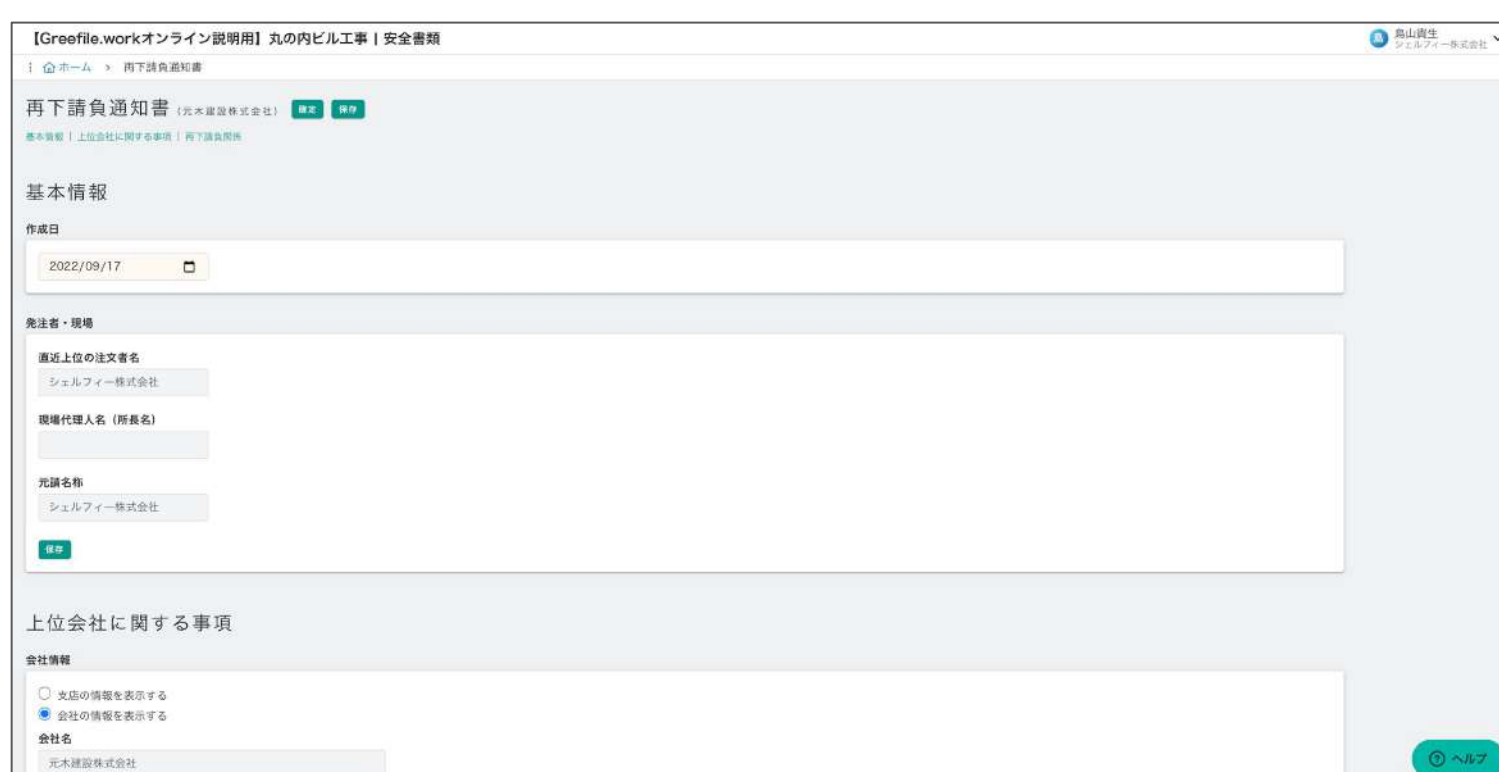 【Greefile.workオンライン説明用】丸の内ビル工事 | 安全書類
鳥山資生
シェルフィー株式会社
ホーム > 再下請負通知書
再下請負通知書 (元木建設株式会社) 確定 保存
基本情報 | 上位会社に関する事項 | 再下請負関係
基本情報
作成日
2022/09/17
発注者・現場
直近上位の注文者名
シェルフィー株式会社
現場代理人名（所長名）
元請名称
シェルフィー株式会社
保存
上位会社に関する事項
会社情報
支店の情報を表示する
会社の情報を表示する
会社名
元木建設株式会社
ヘルプ